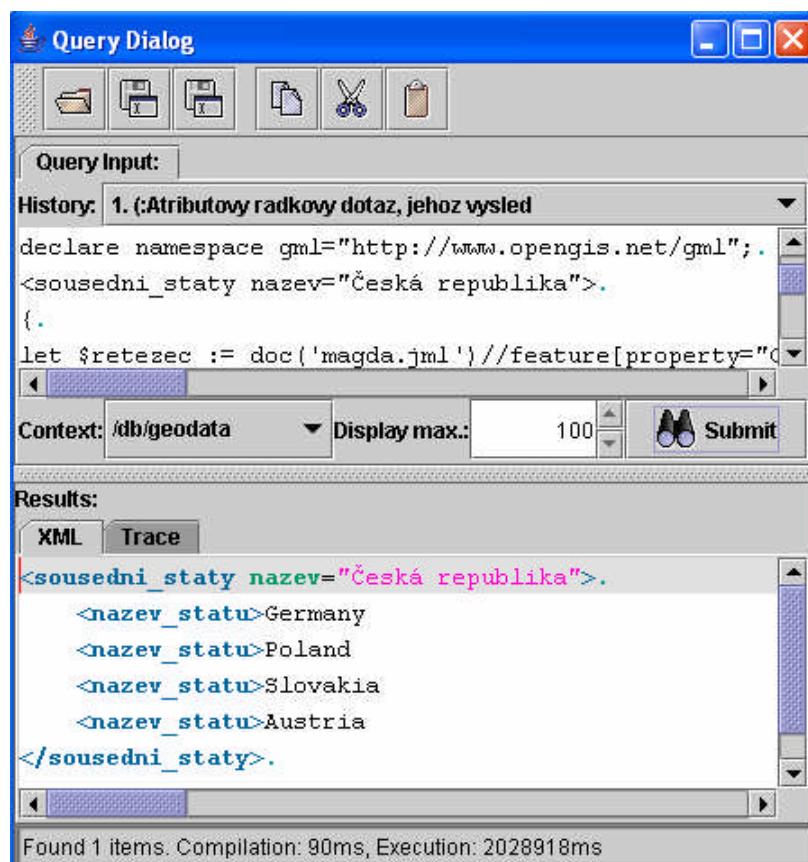 Query Dialog
Query Input:
History: 1. (:Atributovy radkovy dotaz, jehoz vysled
declare namespace gml="http://www.opengis.net/gml";.
<sousedni_staty nazev="Česká republika">.
{.
let $retezec := doc('magda.jml')//feature[property="
Context: /db/geodata Display max.: 100 Submit
Results:
XML Trace
<sousedni_staty nazev="Česká republika">.
<nazev_statu>Germany
<nazev_statu>Poland
<nazev_statu>Slovakia
<nazev_statu>Austria
</sousedni_staty>.
Found 1 items. Compilation: 90ms, Execution: 2028918ms